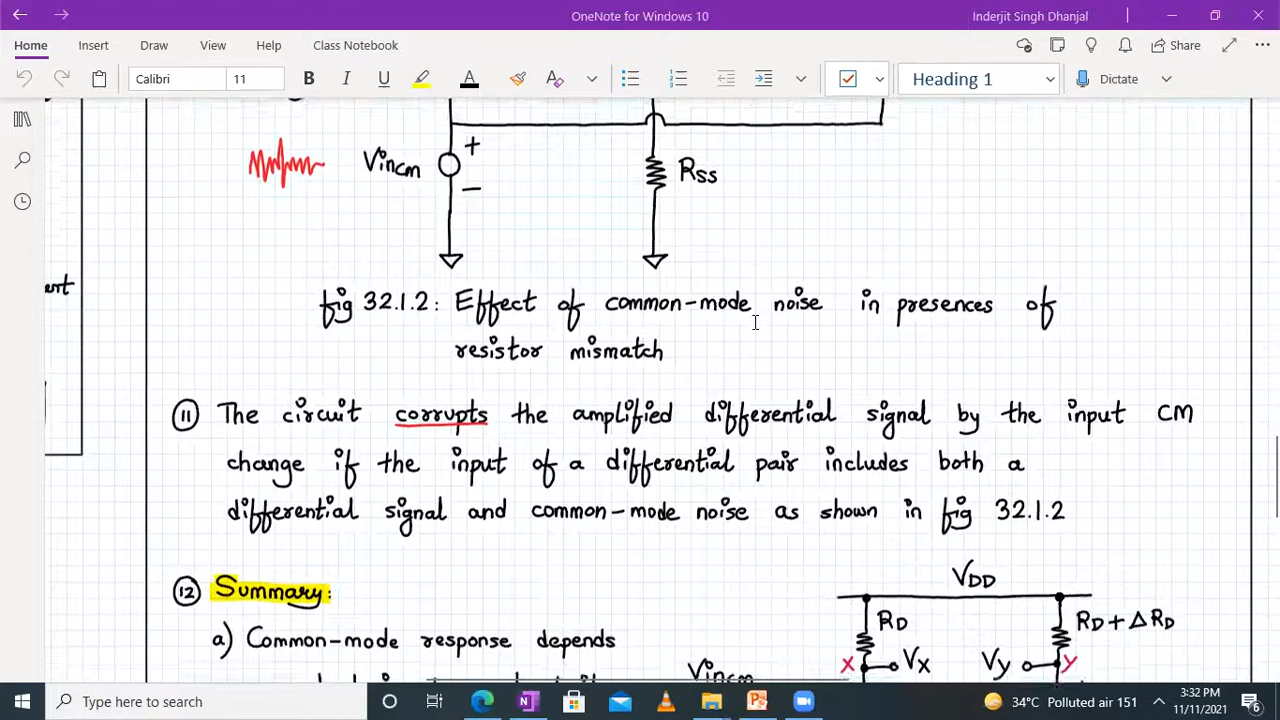 OneNote for Windows 10
Inderjit Singh Dhanjal
Home Insert Draw View Help Class Notebook
Share
Calibri 11 B I U A Heading 1 Dictate
Vincm + −
RSS
fig 32.1.2: Effect of common-mode noise in presences of
resistor mismatch
11 The circuit corrupts the amplified differential signal by the input CM
change if the input of a differential pair includes both a
differential signal and common-mode noise as shown in fig 32.1.2
12 Summary:
VDD
RD RD + ΔRD
a) Common-mode response depends
X Vx Vy Y
Vincm
Type here to search
34°C Polluted air 151
3:32 PM
11/11/2021
6